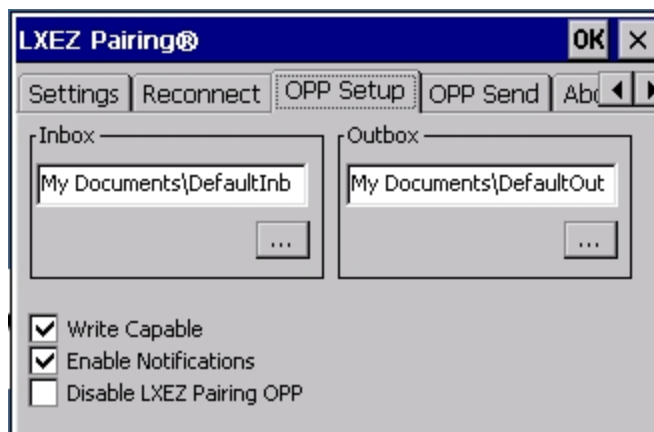 LXEZ Pairing® OK ×
Settings Reconnect OPP Setup OPP Send Abo
Inbox Outbox
My Documents\DefaultInb My Documents\DefaultOut
... ...
Write Capable
Enable Notifications
Disable LXEZ Pairing OPP